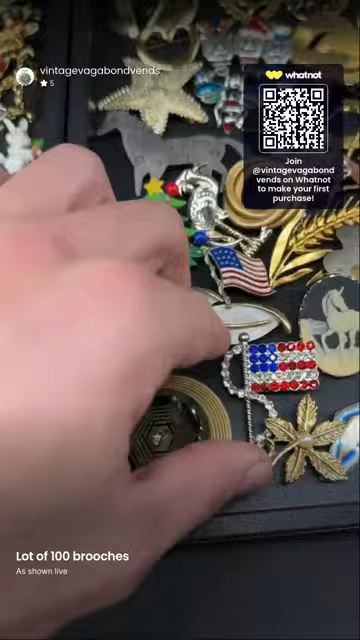 vintagevagabondvends
5
whatnot
Join
@vintagevagabond
vends on Whatnot
to make your first
purchase!
Lot of 100 brooches
As shown live